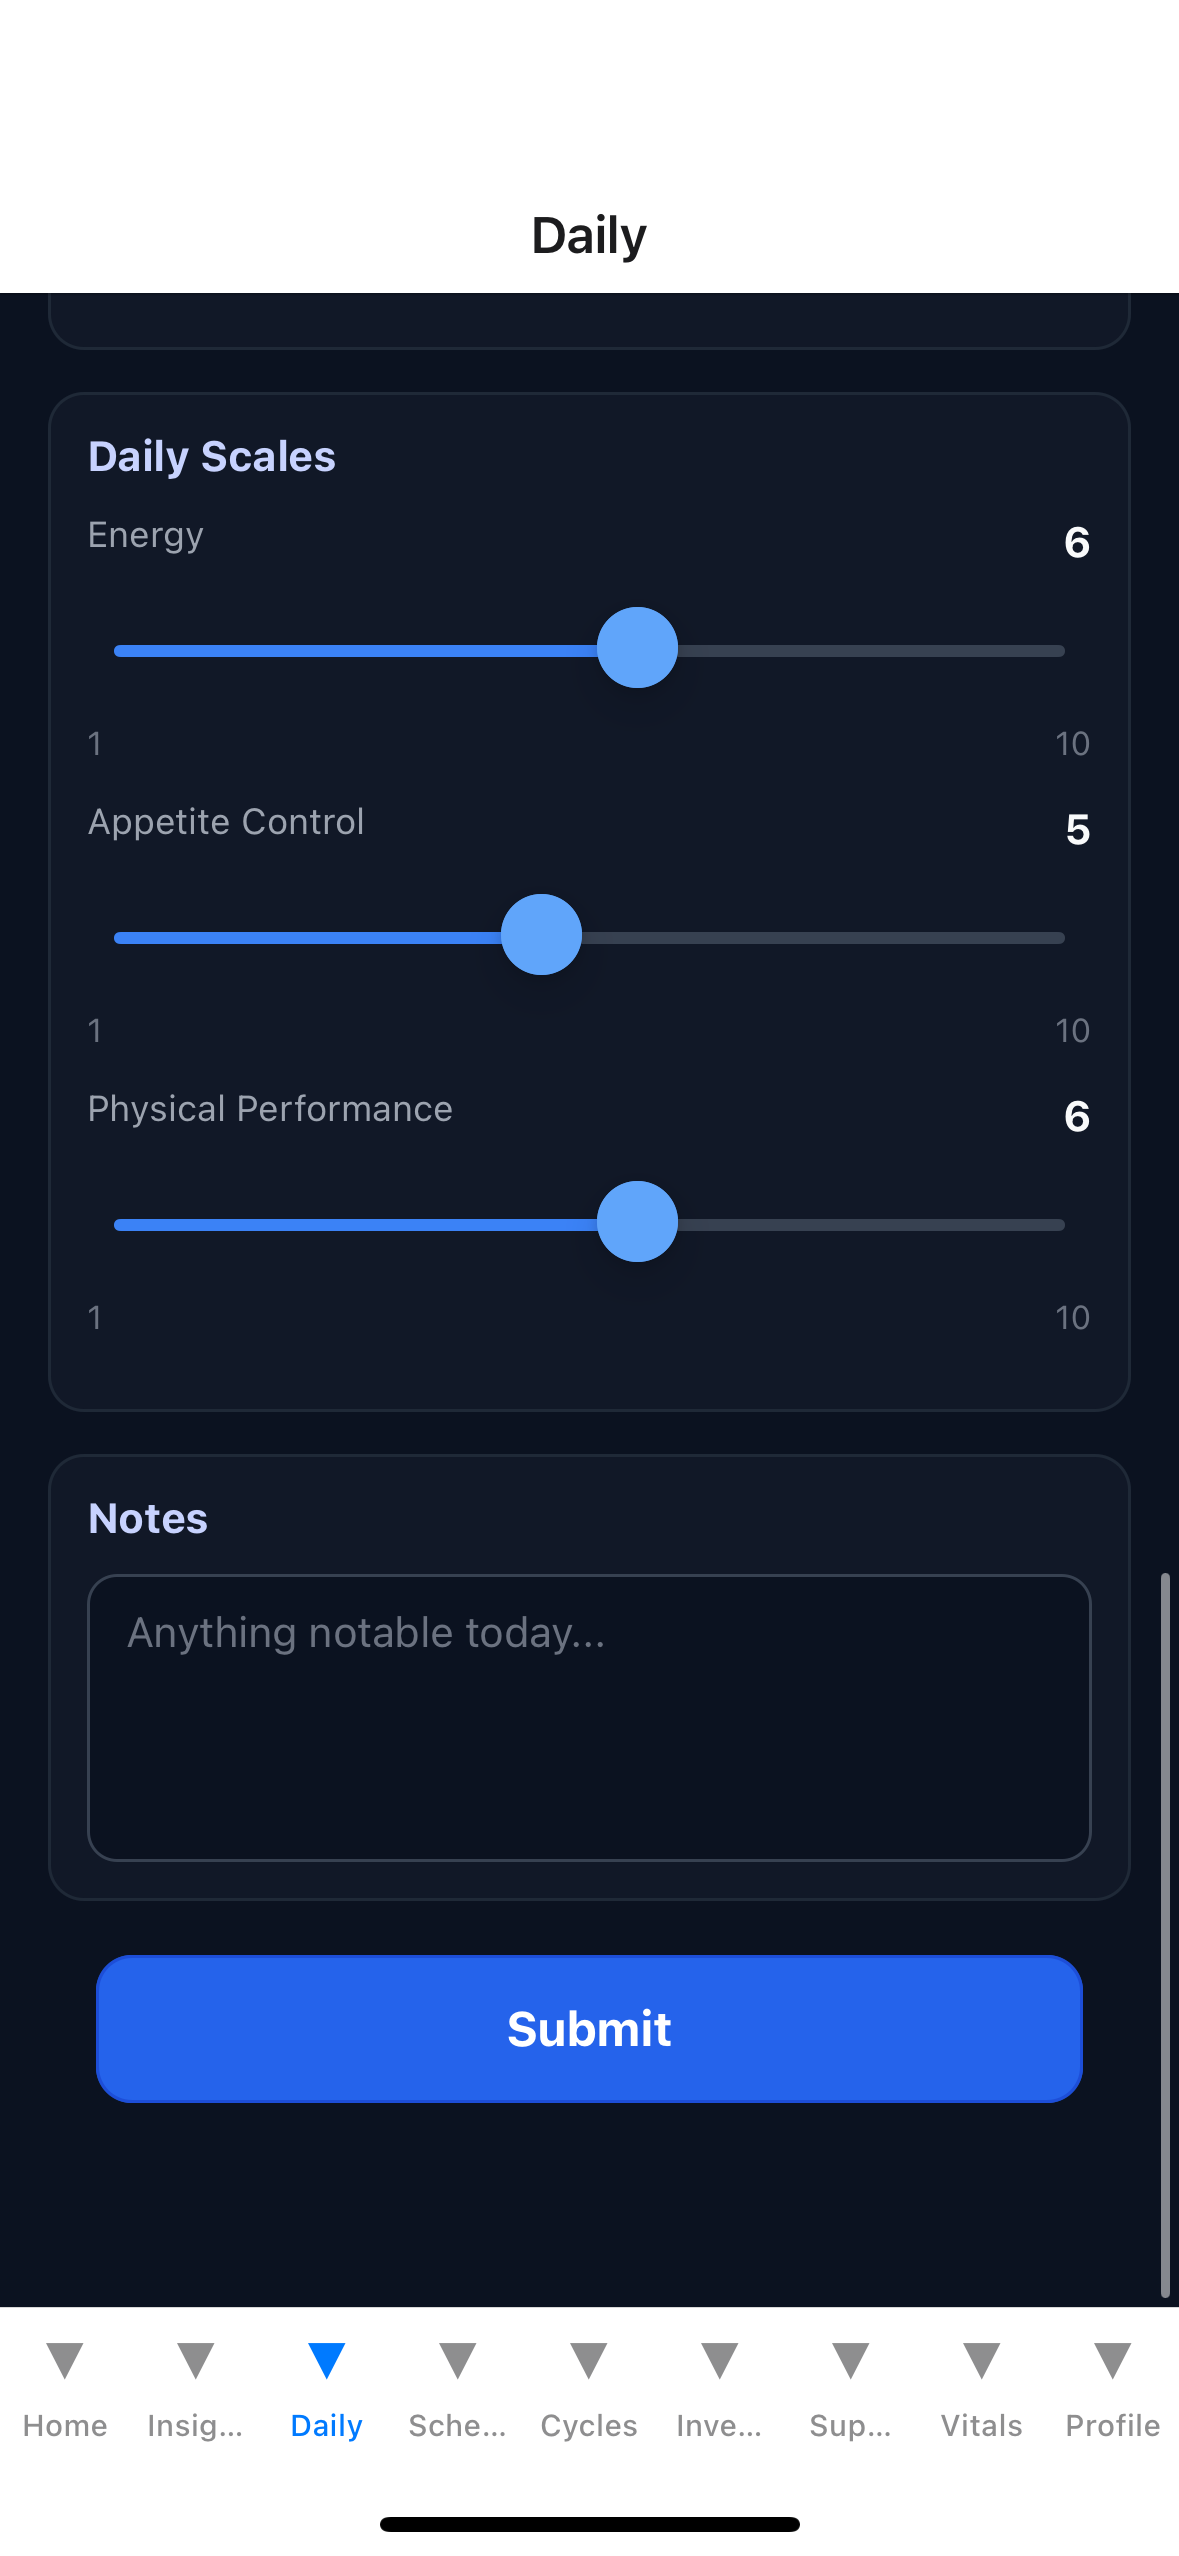 Daily
Daily Scales
Energy 6
1 10
Appetite Control 5
1 10
Physical Performance 6
1 10
Notes
Anything notable today...
Submit
Home Insig... Daily Sche... Cycles Inve... Sup... Vitals Profile